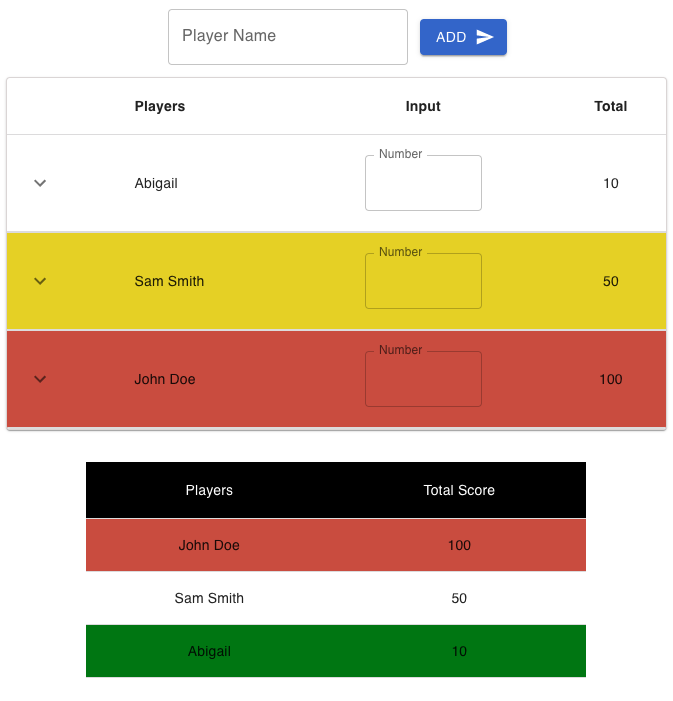 Player Name ADD
Players Input Total
Number
Abigail 10
Number
Sam Smith 50
Number
John Doe 100
Players Total Score
John Doe 100
Sam Smith 50
Abigail 10